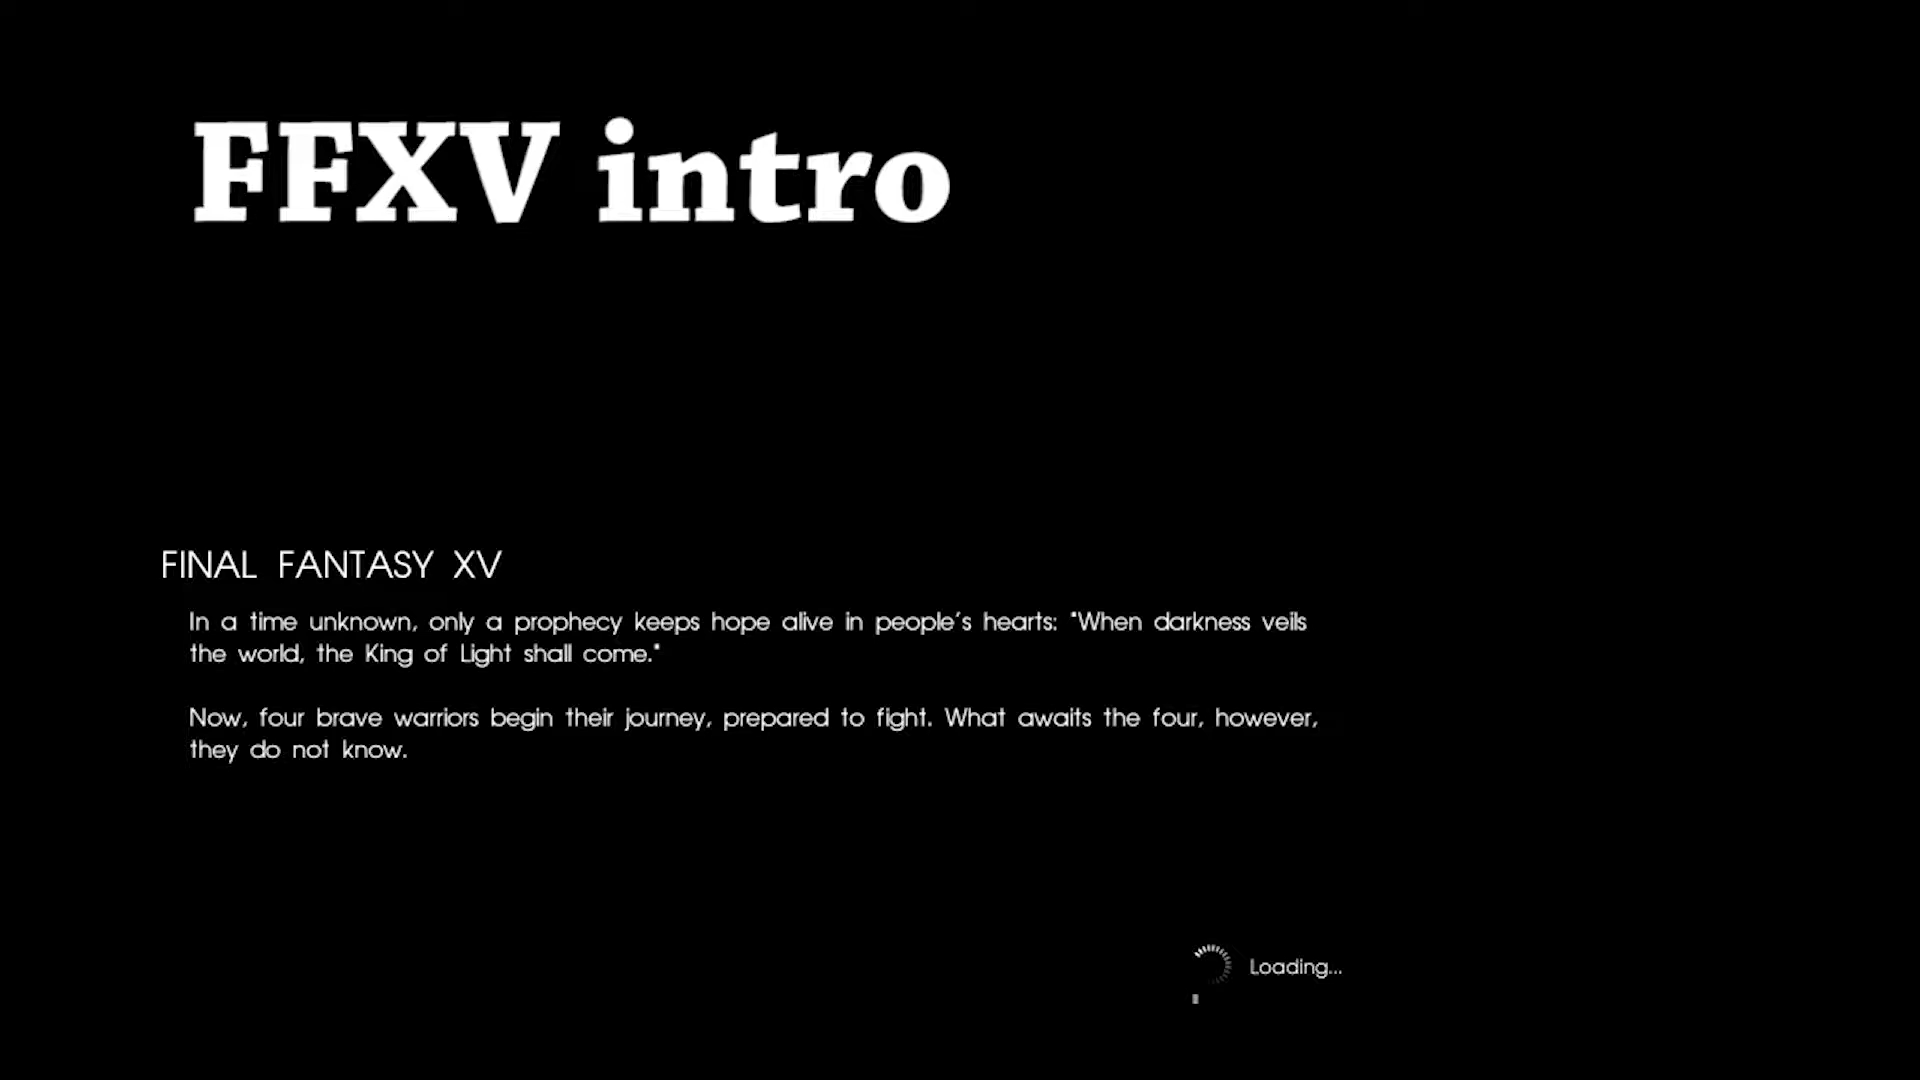 FFXV intro
FINAL FANTASY XV
In a time unknown, only a prophecy keeps hope alive in people's hearts: "When darkness veils
the world, the King of Light shall come."
Now, four brave warriors begin their journey, prepared to fight. What awaits the four, however,
they do not know.
Loading...